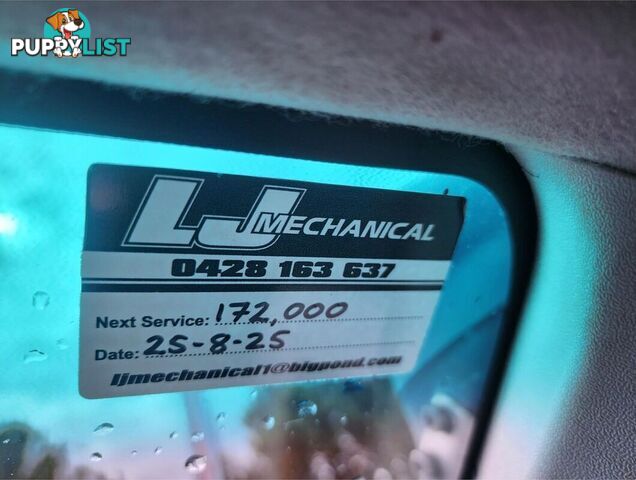 PUPPYLIST
LJ MECHANICAL
0428 163 637
Next Service: 172,000
Date: 25-8-25
ljmechanical1@bigpond.com